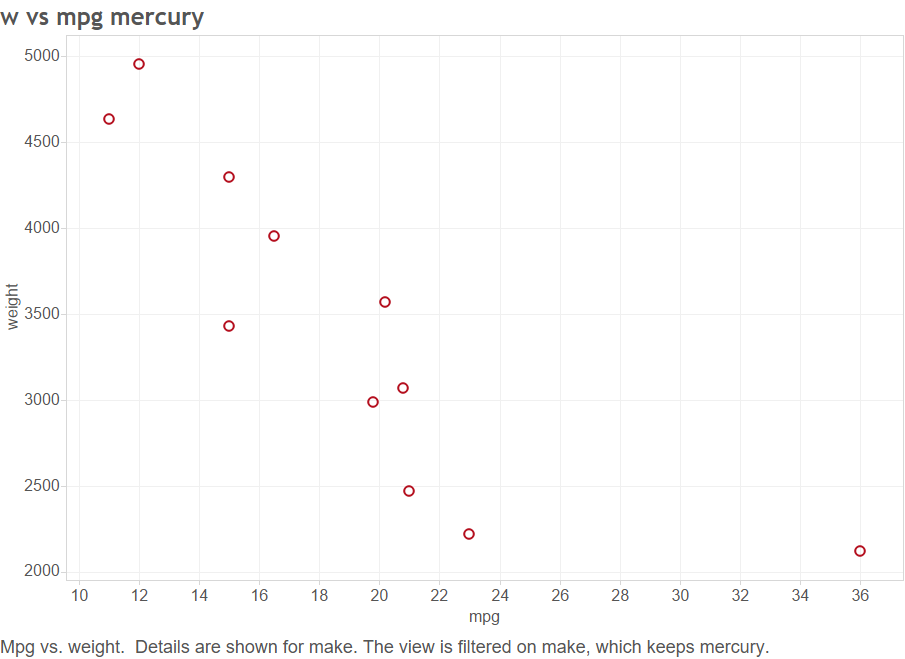 w vs mpg mercury
5000
4500
4000
3500
3000
2500
2000
weight
10 12 14 16 18 20 22 24 26 28 30 32 34 36
mpg
Mpg vs. weight.  Details are shown for make. The view is filtered on make, which keeps mercury.